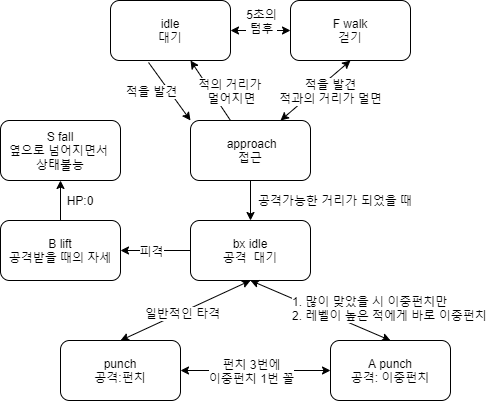 idle
대기
5초의
텀후
F walk
걷기
적을 발견
적의 거리가
멀어지면
적을 발견
적과의 거리가 멀면
S fall
옆으로 넘어지면서
상태불능
approach
접근
HP:0
공격가능한 거리가 되었을 때
B lift
공격받을 때의 자세
피격
bx idle
공격 대기
일반적인 타격
1. 많이 맞았을 시 이중펀치만
2. 레벨이 높은 적에게 바로 이중펀치
punch
공격:펀치
펀치 3번에
이중펀치 1번 꼴
A punch
공격: 이중펀치